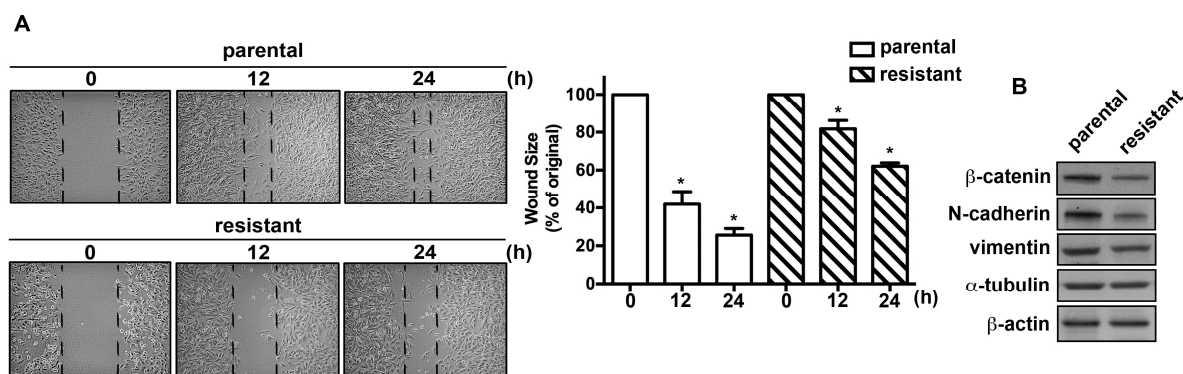 A
parental
0 12 24 (h)
resistant
0 12 24 (h)
parental
resistant
Wound Size
(% of original)
100
80
60
40
20
0
* * * *
0 12 24 0 12 24 (h)
B
parental resistant
β-catenin
N-cadherin
vimentin
α-tubulin
β-actin